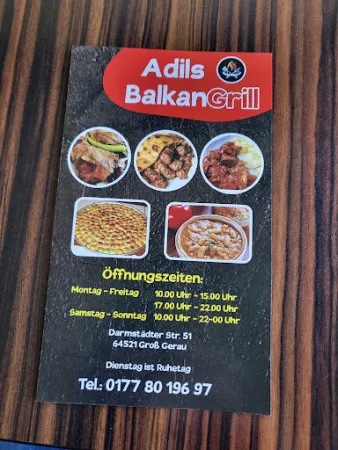 Adils
BalkanGrill
Öffnungszeiten:
Montag - Freitag 10.00 Uhr - 15.00 Uhr
17.00 Uhr - 22.00 Uhr
Samstag - Sonntag 10.00 Uhr - 22-00 Uhr
Darmstädter Str. 51
64521 Groß Gerau
Dienstag ist Ruhetag
Tel.: 0177 80 196 97